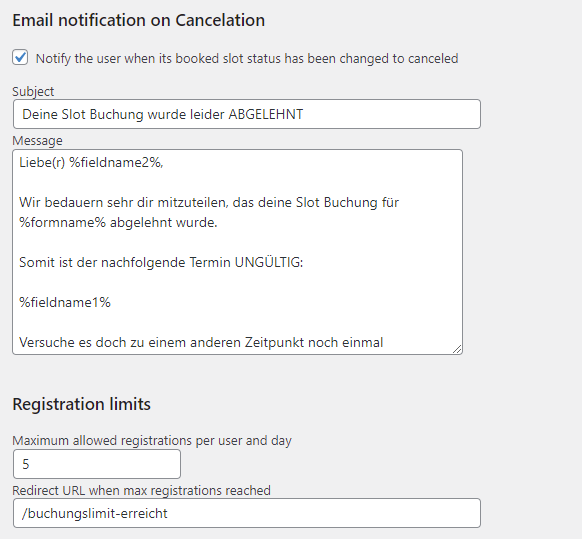 Email notification on Cancelation
Notify the user when its booked slot status has been changed to canceled
Subject
Deine Slot Buchung wurde leider ABGELEHNT
Message
Liebe(r) %fieldname2%,
Wir bedauern sehr dir mitzuteilen, das deine Slot Buchung für
%formname% abgelehnt wurde.
Somit ist der nachfolgende Termin UNGÜLTIG:
%fieldname1%
Versuche es doch zu einem anderen Zeitpunkt noch einmal
Registration limits
Maximum allowed registrations per user and day
5
Redirect URL when max registrations reached
/buchungslimit-erreicht